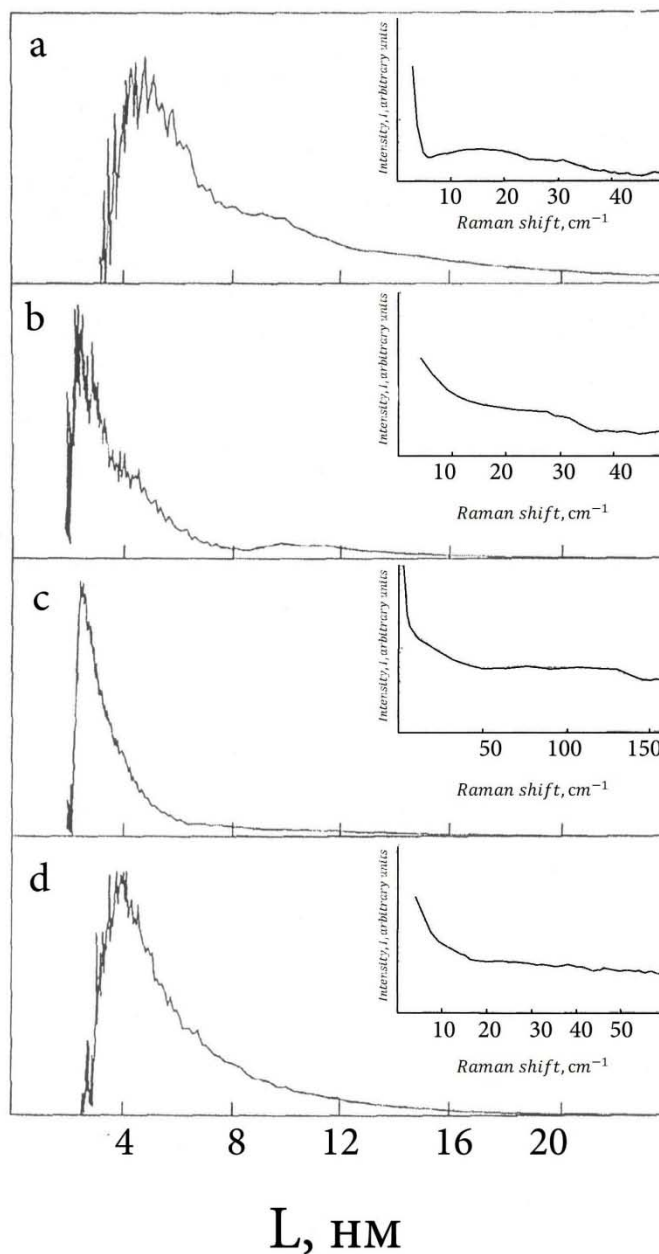 a
Intensity, I, arbitrary units
10 20 30 40
Raman shift, cm⁻¹
b
Intensity, I, arbitrary units
10 20 30 40
Raman shift, cm⁻¹
c
Intensity, I, arbitrary units
50 100 150
Raman shift, cm⁻¹
d
Intensity, I, arbitrary units
10 20 30 40 50
Raman shift, cm⁻¹
4 8 12 16 20
L, нм